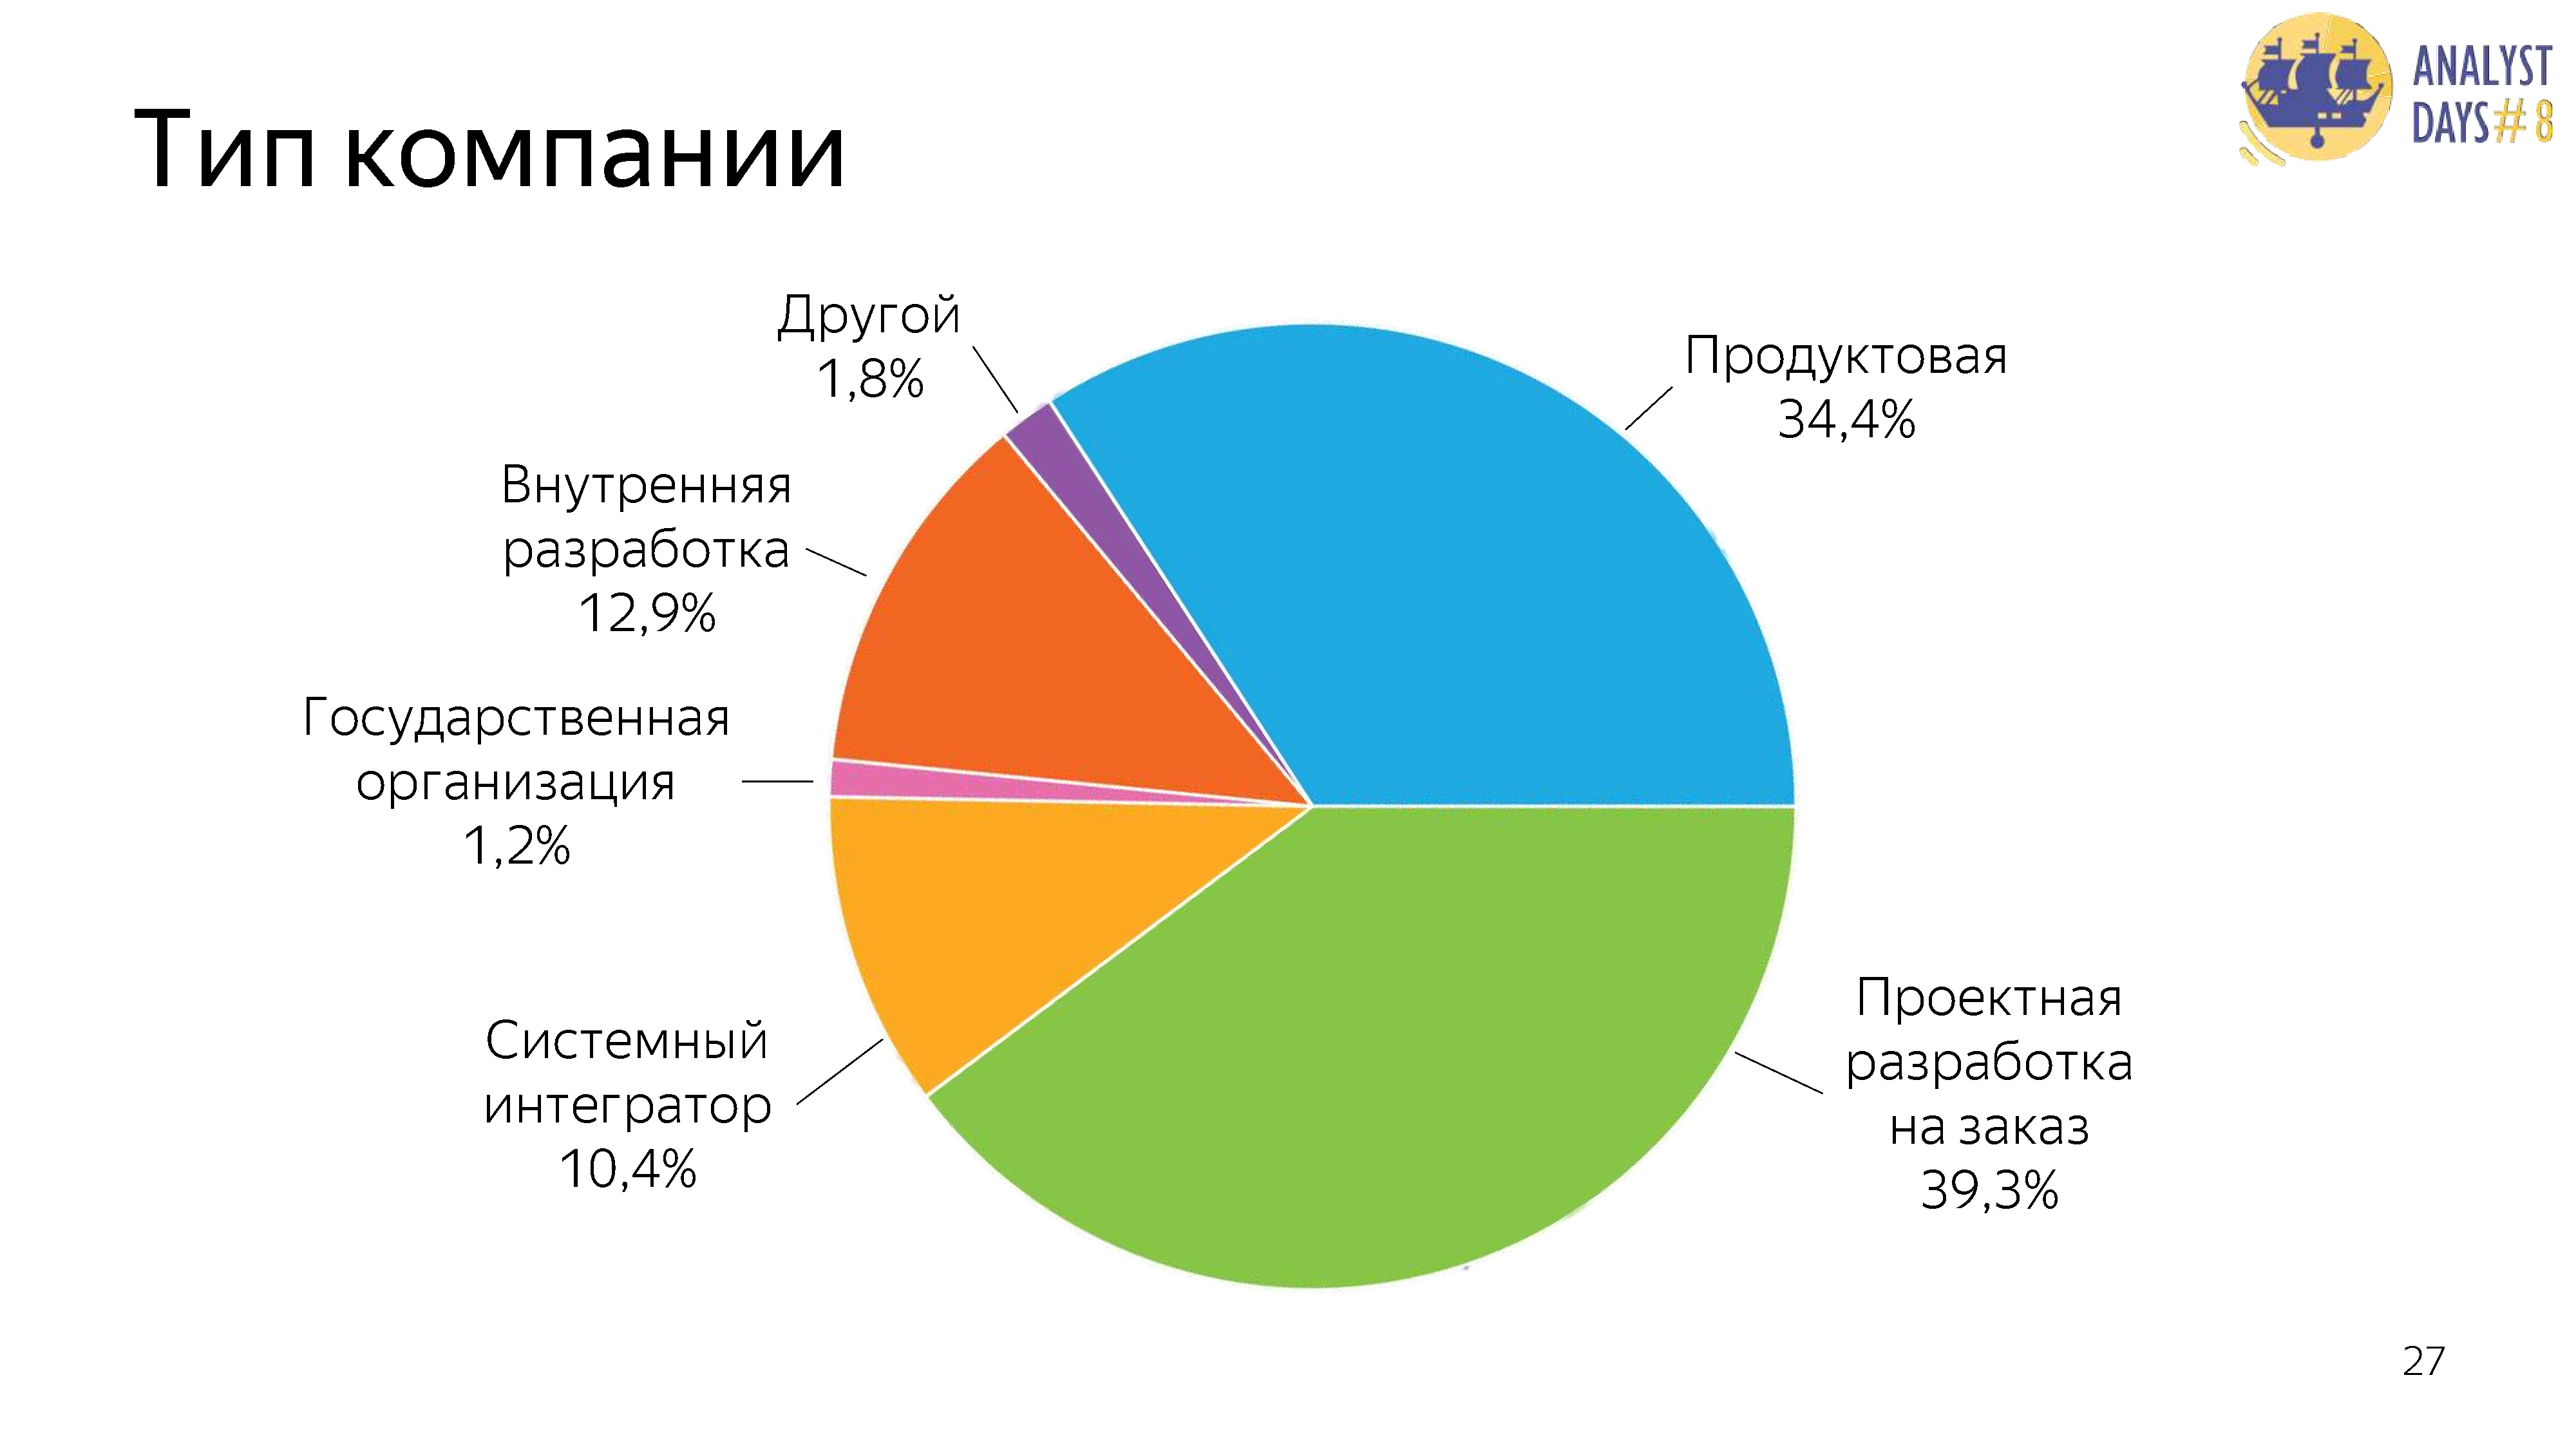 Тип компании
ANALYST
DAYS#8
Другой
1,8%
Продуктовая
34,4%
Внутренняя
разработка
12,9%
Государственная
организация
1,2%
Системный
интегратор
10,4%
Проектная
разработка
на заказ
39,3%
27